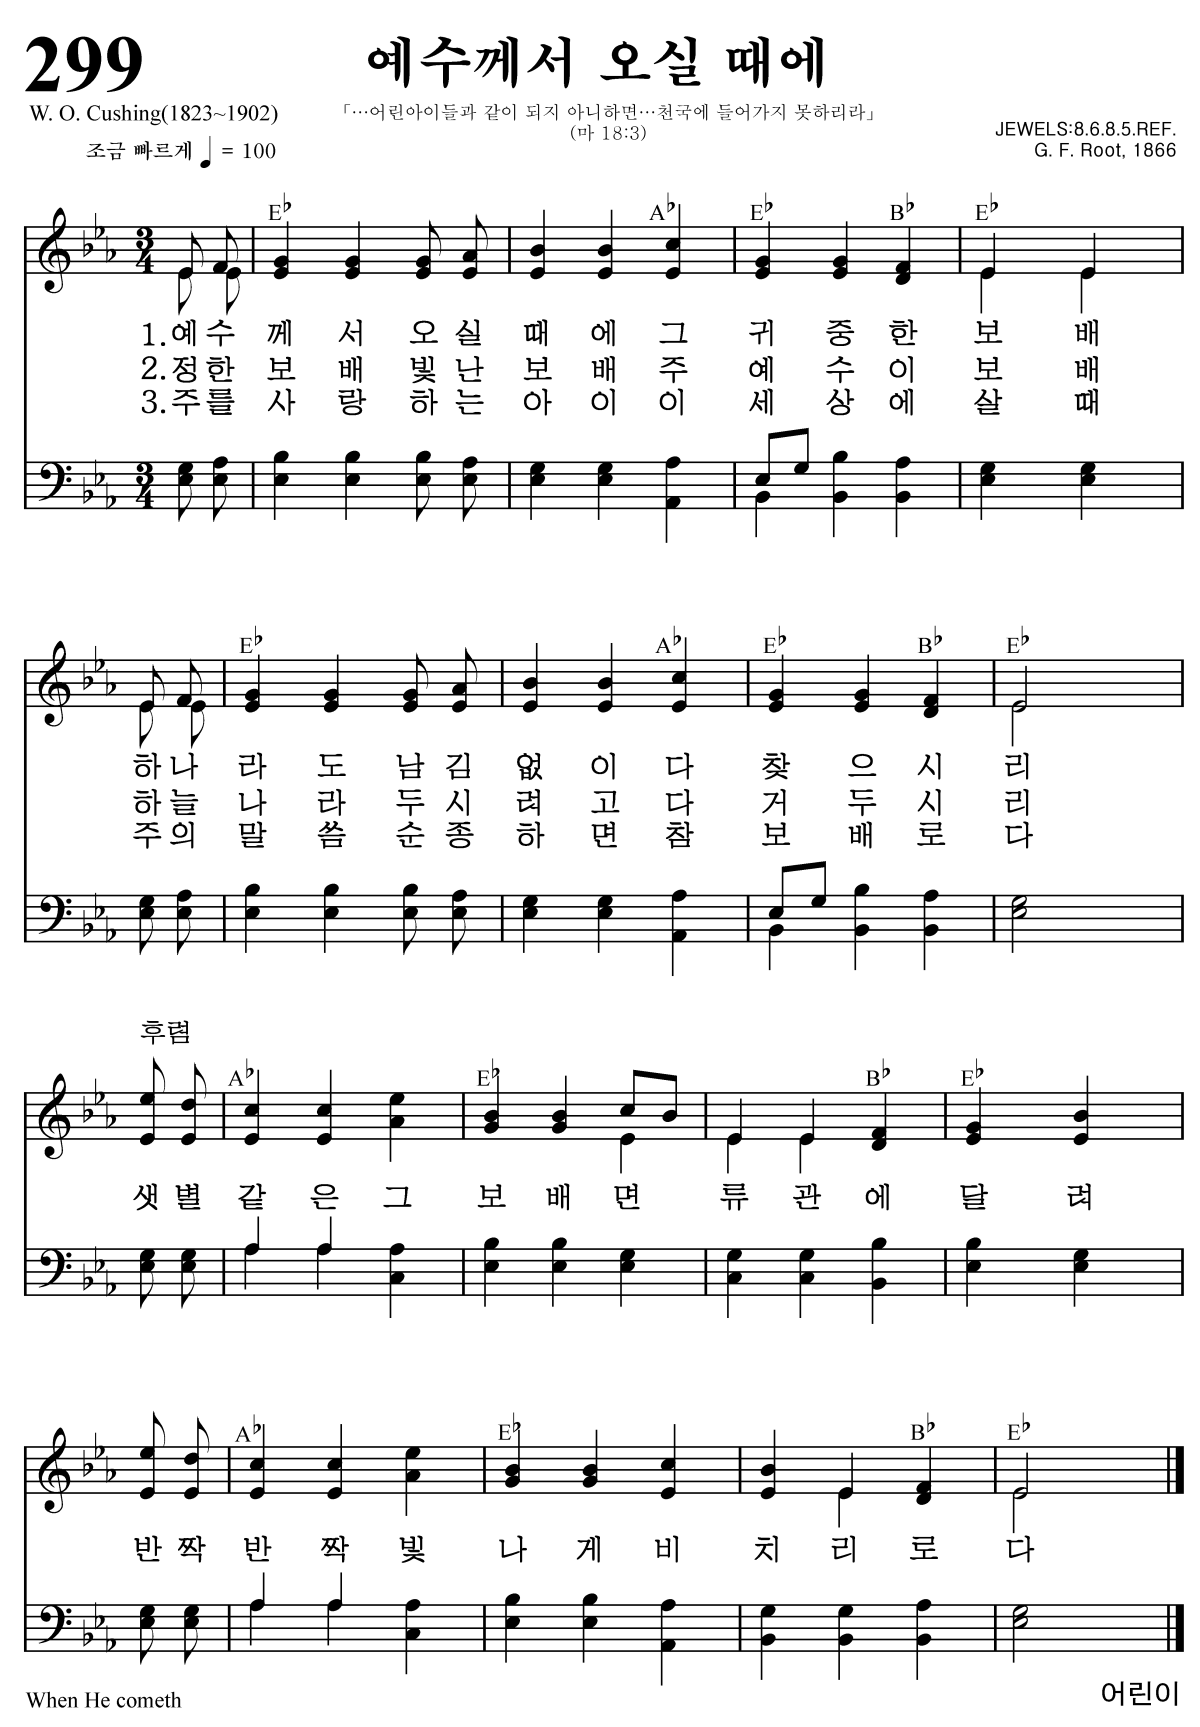 299
예수께서 오실 때에
W. O. Cushing(1823~1902)
「…어린아이들과 같이 되지 아니하면…천국에 들어가지 못하리라」
(마 18:3)
JEWELS:8.6.8.5.REF.
조금 빠르게 ♩ = 100
G. F. Root, 1866
E♭ A♭ E♭ B♭ E♭
3 4
1.예수 께 서 오 실 때 에 그 귀 중 한 보 배
2.정한 보 배 빛 난 보 배 주 예 수 이 보 배
3.주를 사 랑 하 는 아 이 이 세 상 에 살 때
3 4
E♭ A♭ E♭ B♭ E♭
하나 라 도 남 김 없 이 다 찾 으 시 리
하늘 나 라 두 시 려 고 다 거 두 시 리
주의 말 씀 순 종 하 면 참 보 배 로 다
후렴
A♭ E♭ B♭ E♭
샛 별 같 은 그 보 배 면 류 관 에 달 려
A♭ E♭ B♭ E♭
반 짝 반 짝 빛 나 게 비 치 리 로 다
When He cometh
어린이